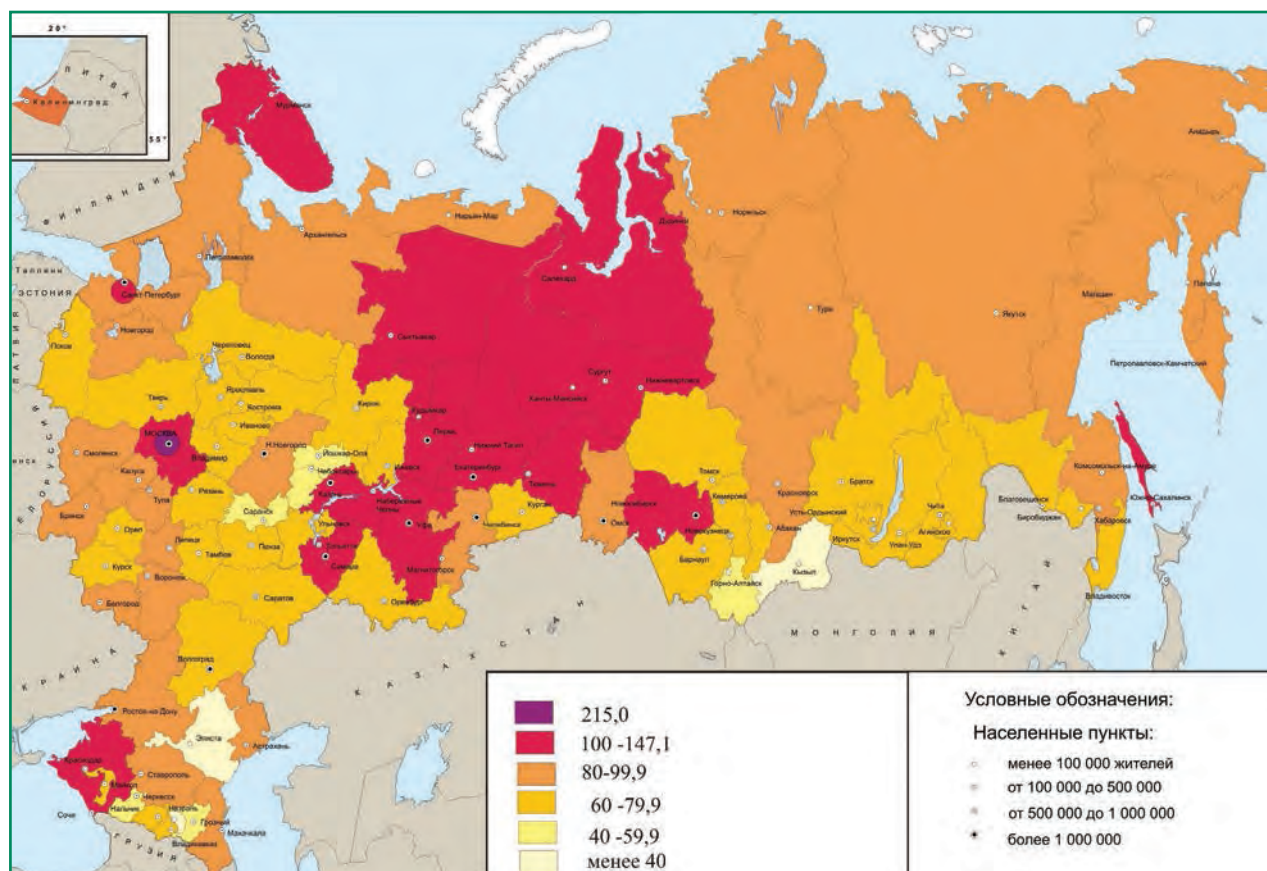 20°
ЛИТВА
Калининград
55°
Мурманск
ФИНЛЯНДИЯ
Нарьян-Мар
Архангельск
Анадырь
Дудинка
Норильск
Петрозаводск
Салехард
Таллинн
ЭСТОНИЯ
Санкт-Петербург
Палана
Магадан
Туры
Якутск
Новгород
Псков
ЛАТВИЯ
Сыктывкар
Череповец
Вологда
Петропавловск-Камчатский
Сургут
Нижневартовск
Ханты-Мансийск
Ярославль
Тверь
Кострома
Киров
Кудымкар
Иваново
Пермь
МОСКВА
Н.Новгород
Нижний Тагил
Смоленск
Владимир
Йошкар-Ола
Ижевск
Екатеринбург
Чебоксары
Томск
Комсомольск-на-Амуре
Калуга
Казань
Тюмень
Красноярск
Братск
Рязань
Набережные Челны
Кемерово
Тула
Курган
Новосибирск
Южно-Сахалинск
Саранск
Благовещенск
Чита
Усть-Ордынский
Биробиджан
Хабаровск
Брянск
Ульяновск
Уфа
Челябинск
Омск
Новокузнецк
Абакан
Агинское
Орел
Липецк
Пенза
Тольятти
Иркутск
Улан-Удэ
Тамбов
Самара
Барнаул
Курск
Магнитогорск
Воронеж
Кызыл
Горно-Алтайск
Саратов
Оренбург
Владивосток
Белгород
КАЗАХСТАН
МОНГОЛИЯ
КИТАЙ
Волгоград
УКРАИНА
Ростов-на-Дону
Элиста
Астрахань
Краснодар
Ставрополь
Майкоп
Черкесск
Нальчик
Назрань
Сочи
Грозный
Махачкала
Владикавказ
ГРУЗИЯ
215,0
100 -147,1
80-99,9
60 -79,9
40 -59,9
менее 40
Условные обозначения:
Населенные пункты:
менее 100 000 жителей
от 100 000 до 500 000
от 500 000 до 1 000 000
более 1 000 000